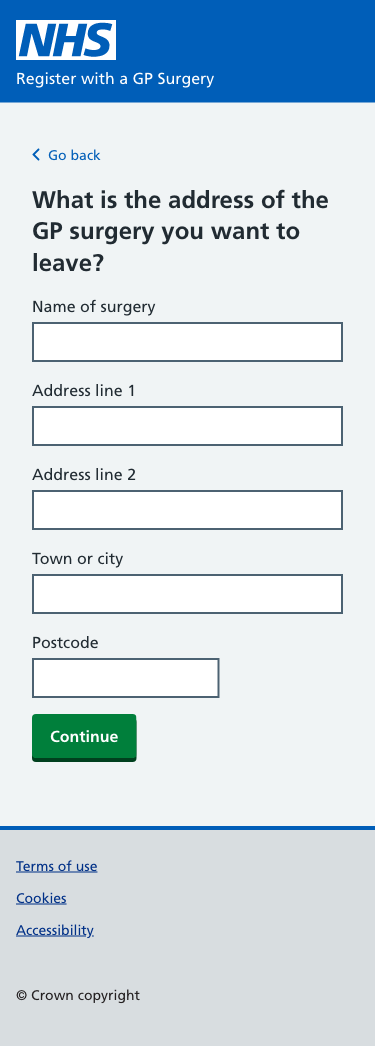 NHS
Register with a GP Surgery
Go back
What is the address of the
GP surgery you want to
leave?
Name of surgery
Address line 1
Address line 2
Town or city
Postcode
Continue
Terms of use
Cookies
Accessibility
© Crown copyright